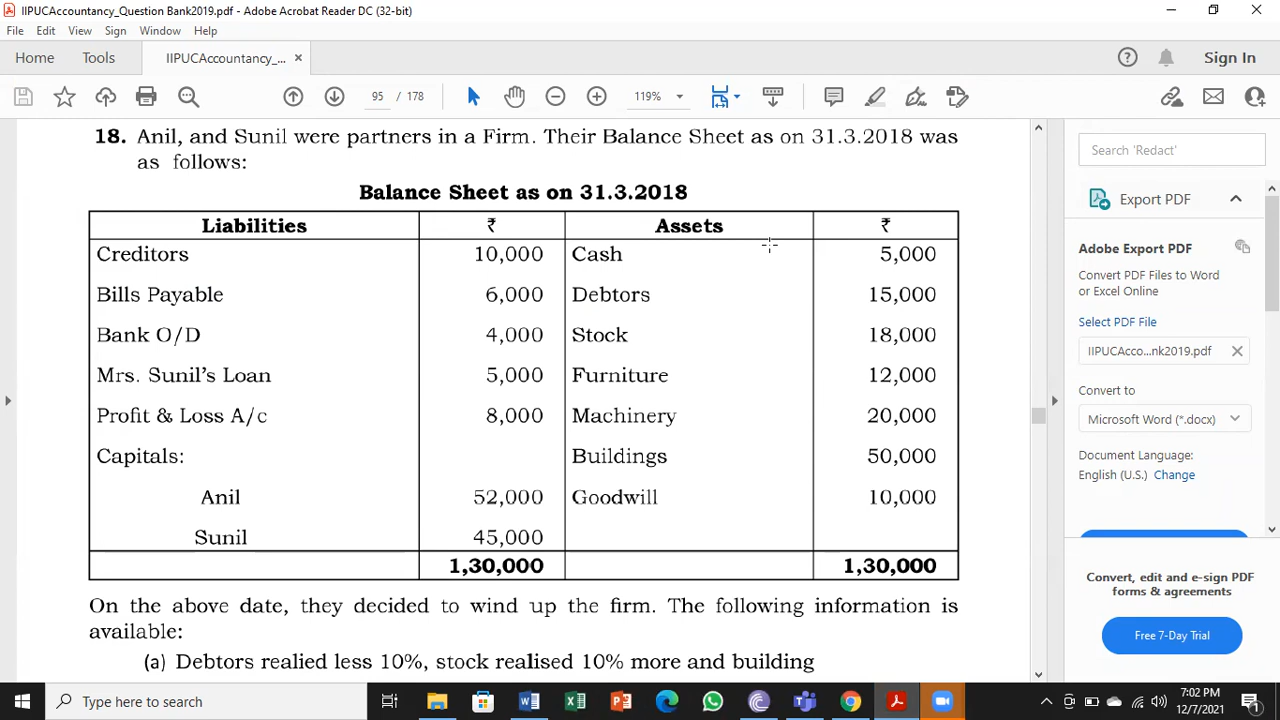 IIPUCAccountancy_Question Bank2019.pdf - Adobe Acrobat Reader DC (32-bit)
File Edit View Sign Window Help
Home Tools IIPUCAccountancy_... × Sign In
95 / 178 119%
18. Anil, and Sunil were partners in a Firm. Their Balance Sheet as on 31.3.2018 was
as follows:
Balance Sheet as on 31.3.2018
Liabilities ₹ Assets ₹
Creditors 10,000 Cash 5,000
Bills Payable 6,000 Debtors 15,000
Bank O/D 4,000 Stock 18,000
Mrs. Sunil's Loan 5,000 Furniture 12,000
Profit & Loss A/c 8,000 Machinery 20,000
Capitals: Buildings 50,000
Anil 52,000 Goodwill 10,000
Sunil 45,000
1,30,000 1,30,000
On the above date, they decided to wind up the firm. The following information is
available:
(a) Debtors realied less 10%, stock realised 10% more and building
Search 'Redact'
Export PDF
Adobe Export PDF
Convert PDF Files to Word
or Excel Online
Select PDF File
IIPUCAcco...nk2019.pdf ×
Convert to
Microsoft Word (*.docx)
Document Language:
English (U.S.) Change
Convert, edit and e-sign PDF
forms & agreements
Free 7-Day Trial
Type here to search
7:02 PM
12/7/2021